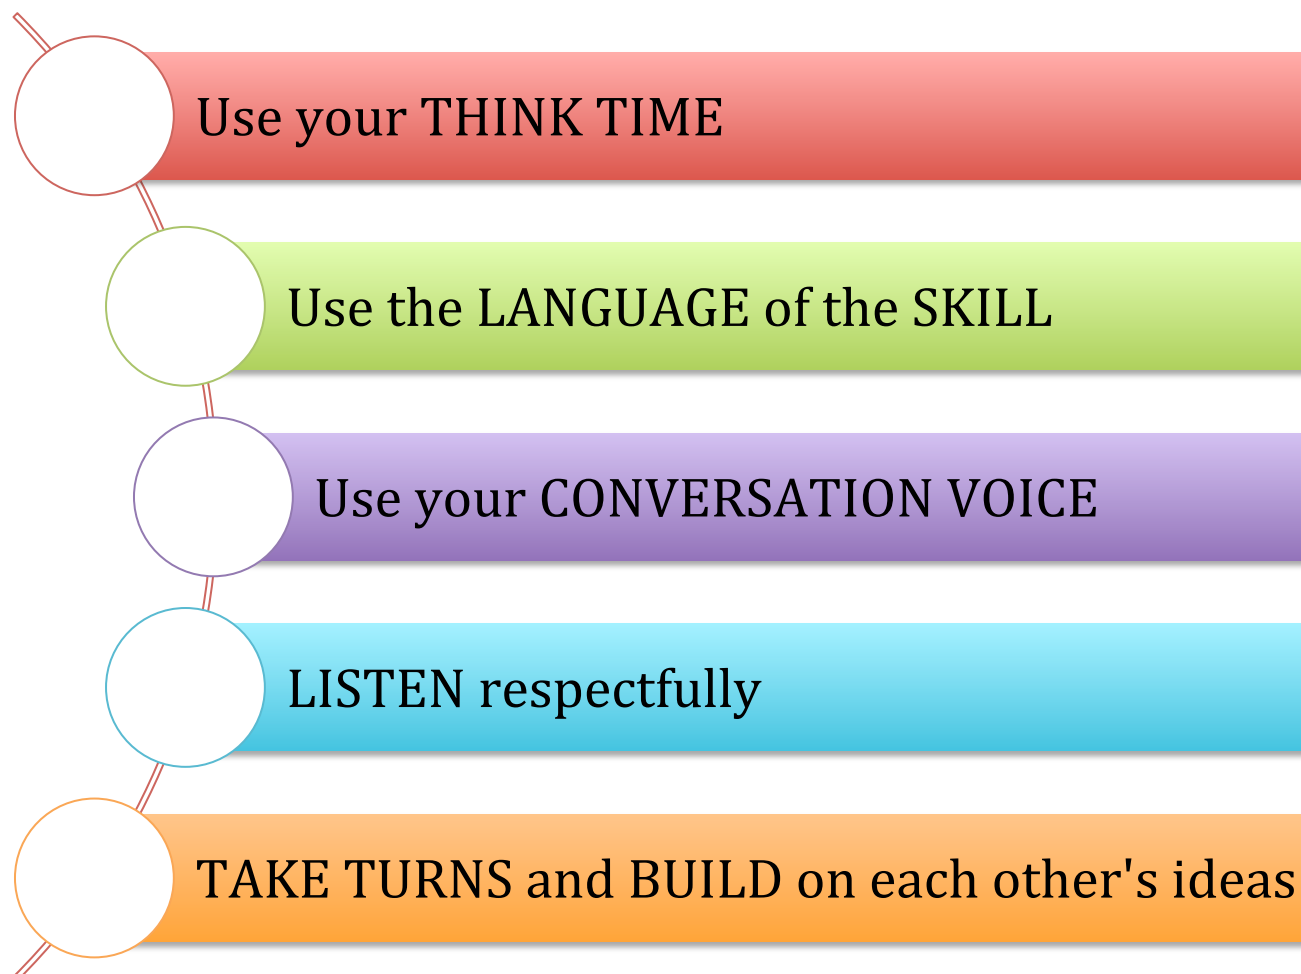 Use your THINK TIME
Use the LANGUAGE of the SKILL
Use your CONVERSATION VOICE
LISTEN respectfully
TAKE TURNS and BUILD on each other's ideas